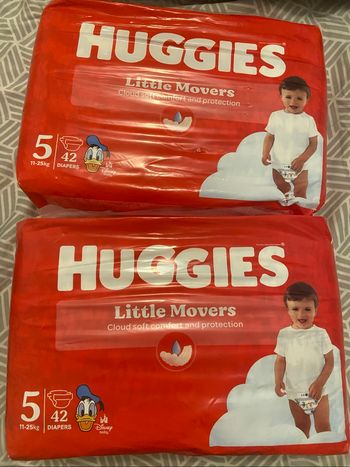 HUGGIES
Little Movers
Cloud soft comfort and protection
5
11-25kg
42
DIAPERS
HUGGIES
Little Movers
Cloud soft comfort and protection
5
11-25kg
42
DIAPERS
Disney
baby